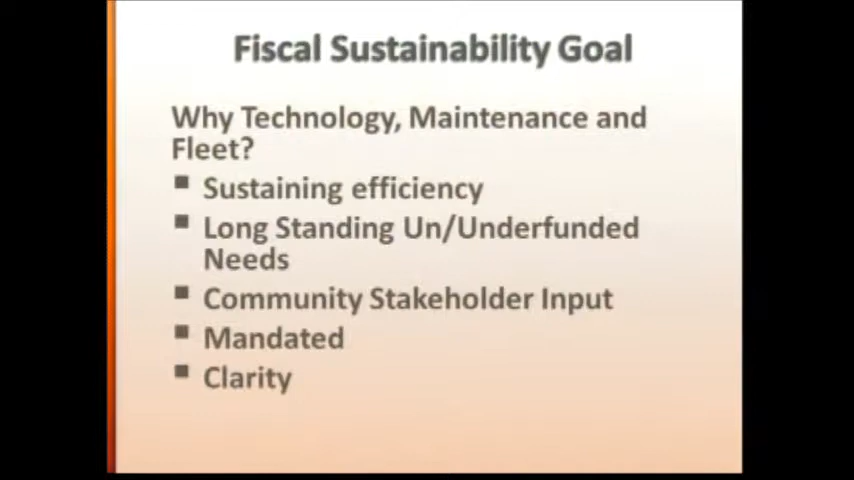 Fiscal Sustainability Goal
Why Technology, Maintenance and
Fleet?
▪ Sustaining efficiency
▪ Long Standing Un/Underfunded
Needs
▪ Community Stakeholder Input
▪ Mandated
▪ Clarity